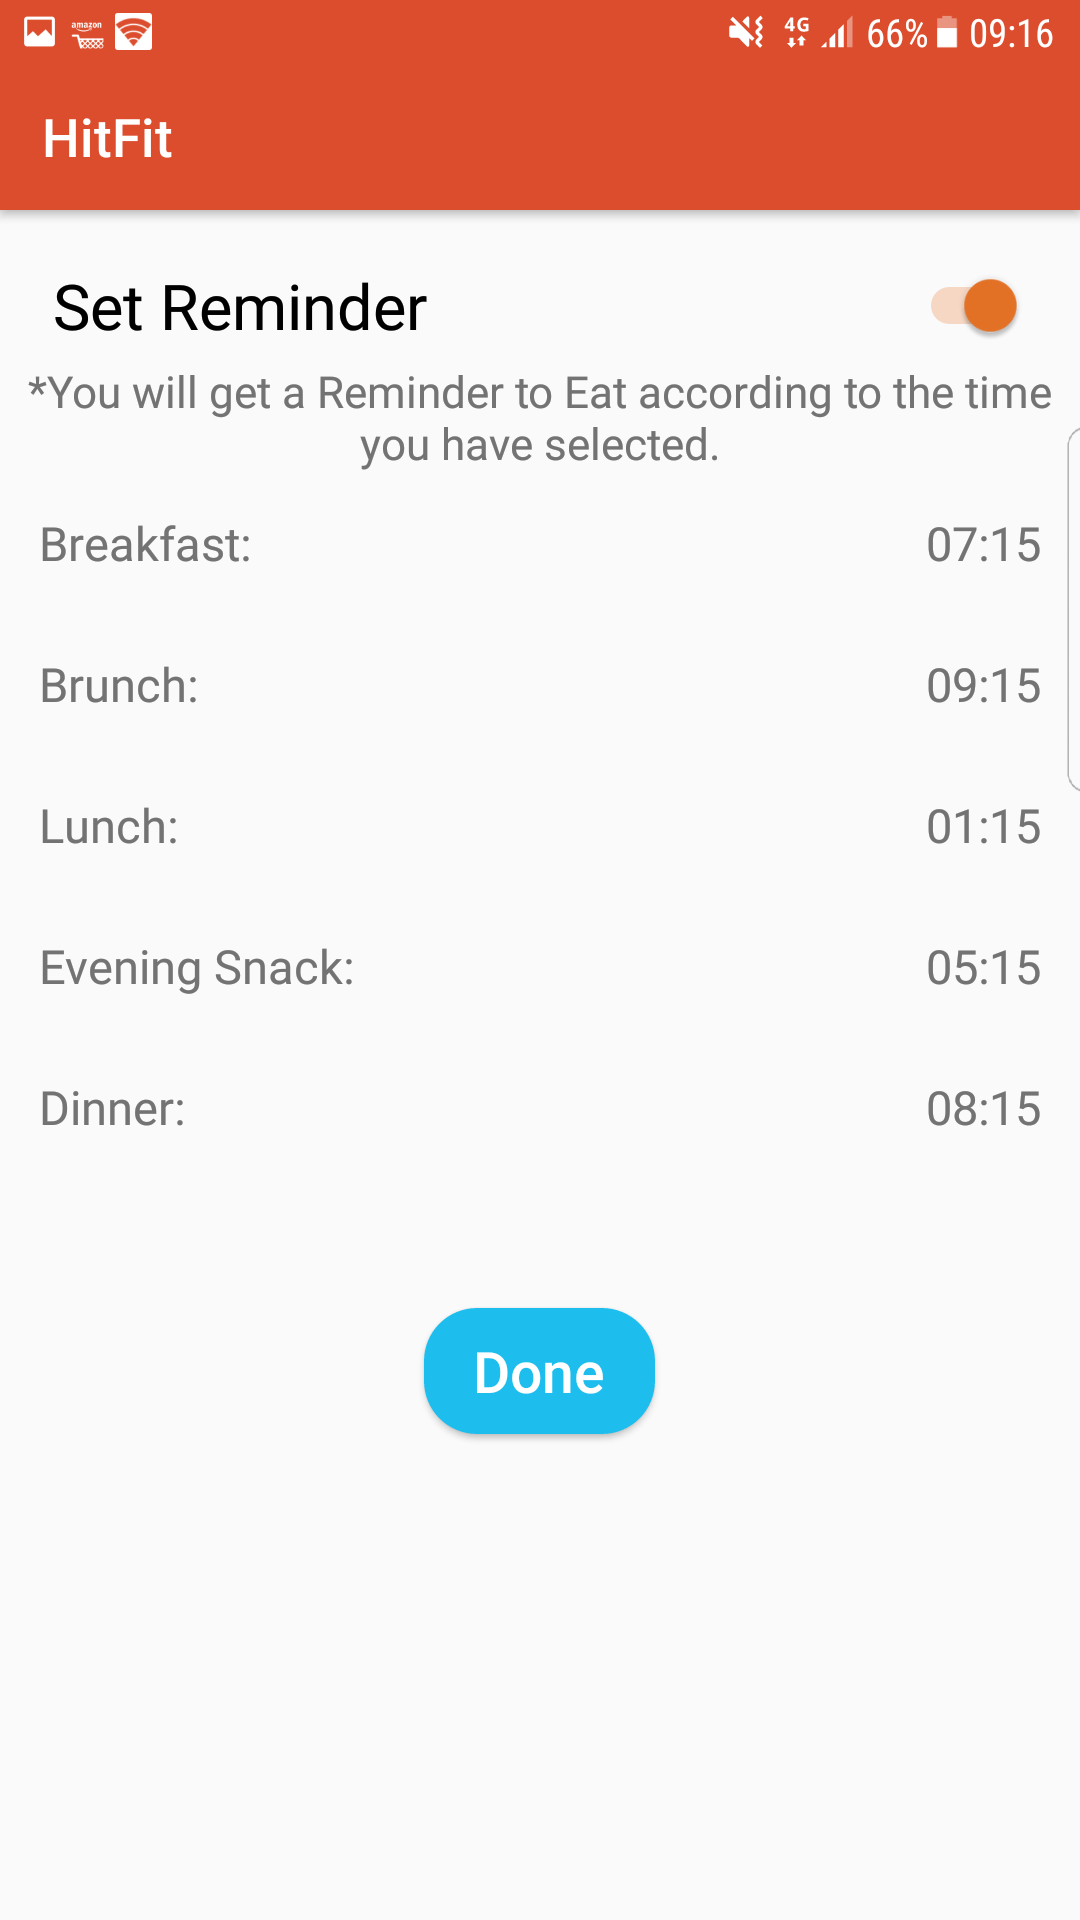 amazon
4G 66% 09:16
HitFit
Set Reminder
*You will get a Reminder to Eat according to the time
you have selected.
Breakfast: 07:15
Brunch: 09:15
Lunch: 01:15
Evening Snack: 05:15
Dinner: 08:15
Done